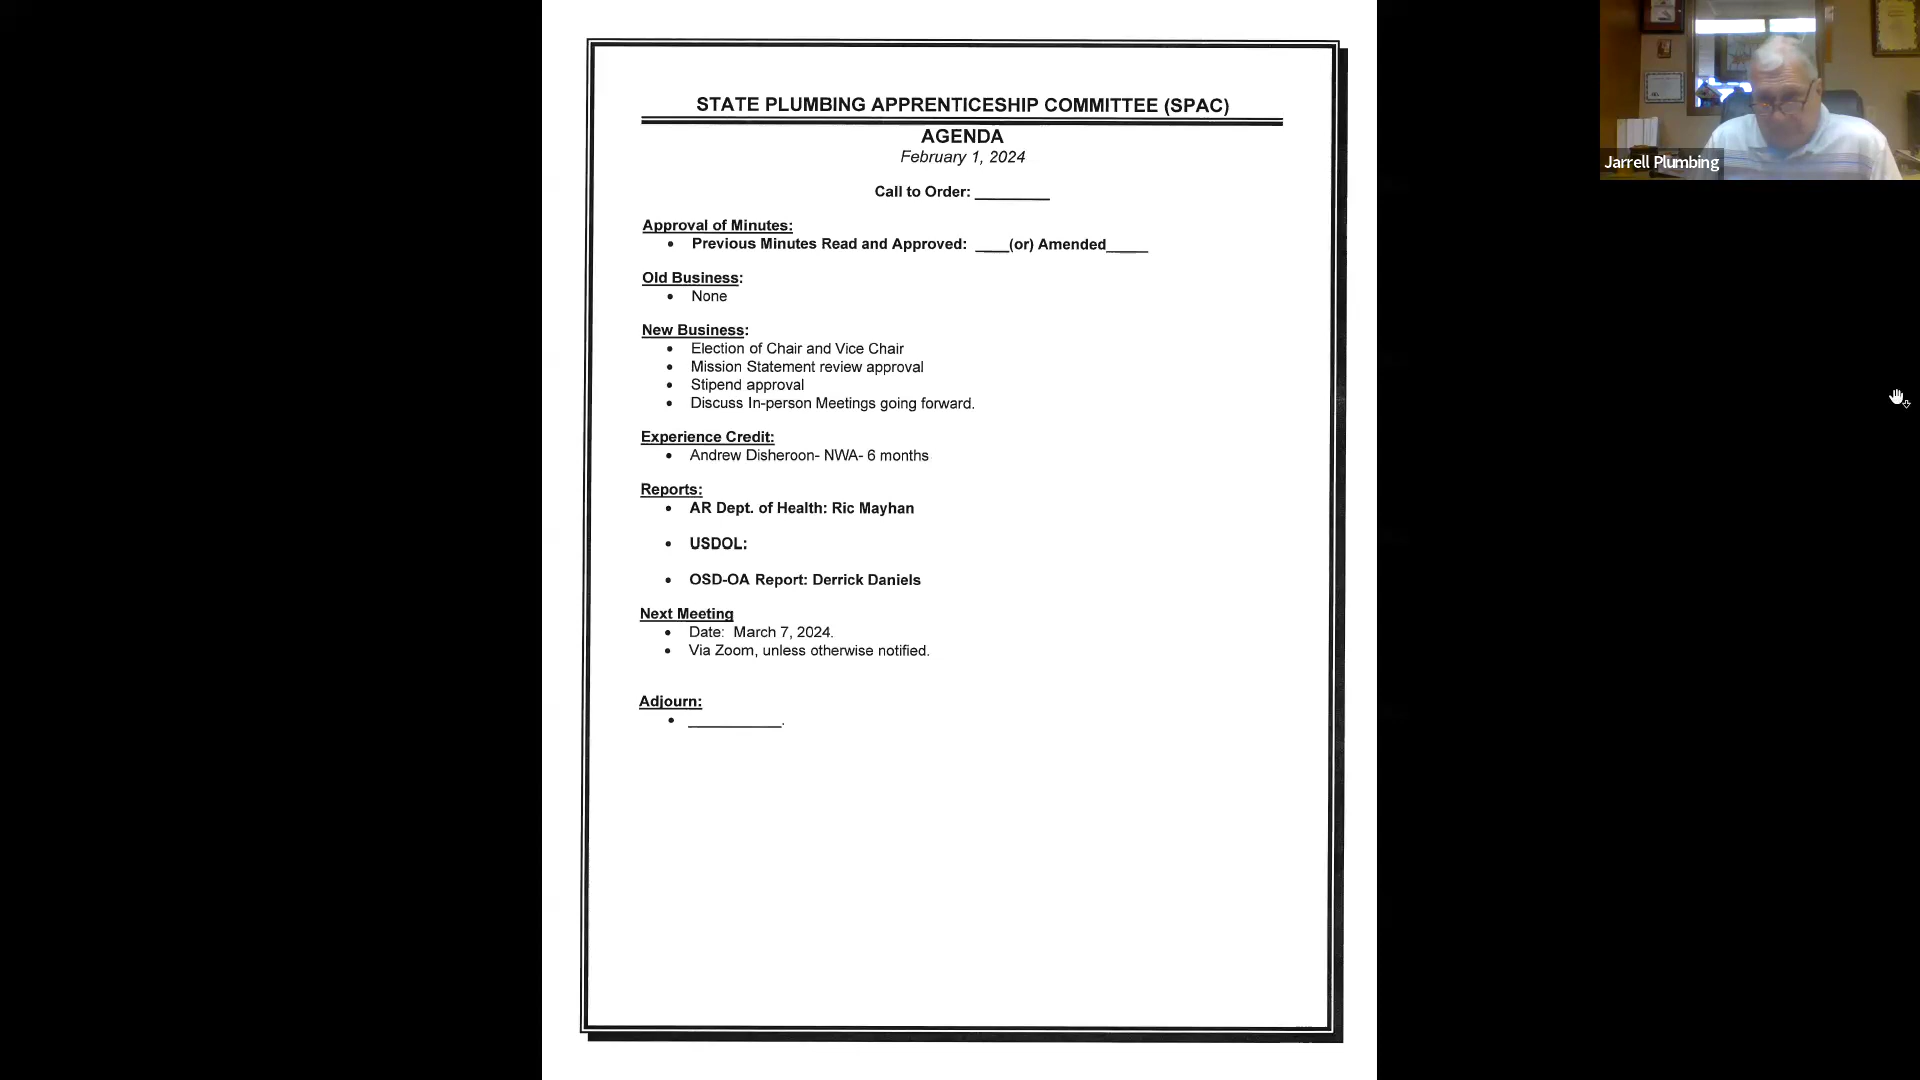 STATE PLUMBING APPRENTICESHIP COMMITTEE (SPAC)
AGENDA
February 1, 2024
Call to Order: _________
Approval of Minutes:
• Previous Minutes Read and Approved: ____(or) Amended_____
Old Business:
• None
New Business:
• Election of Chair and Vice Chair
• Mission Statement review approval
• Stipend approval
• Discuss In-person Meetings going forward.
Experience Credit:
• Andrew Disheroon- NWA- 6 months
Reports:
• AR Dept. of Health: Ric Mayhan
• USDOL:
• OSD-OA Report: Derrick Daniels
Next Meeting
• Date: March 7, 2024.
• Via Zoom, unless otherwise notified.
Adjourn:
• ___________.
Jarrell Plumbing